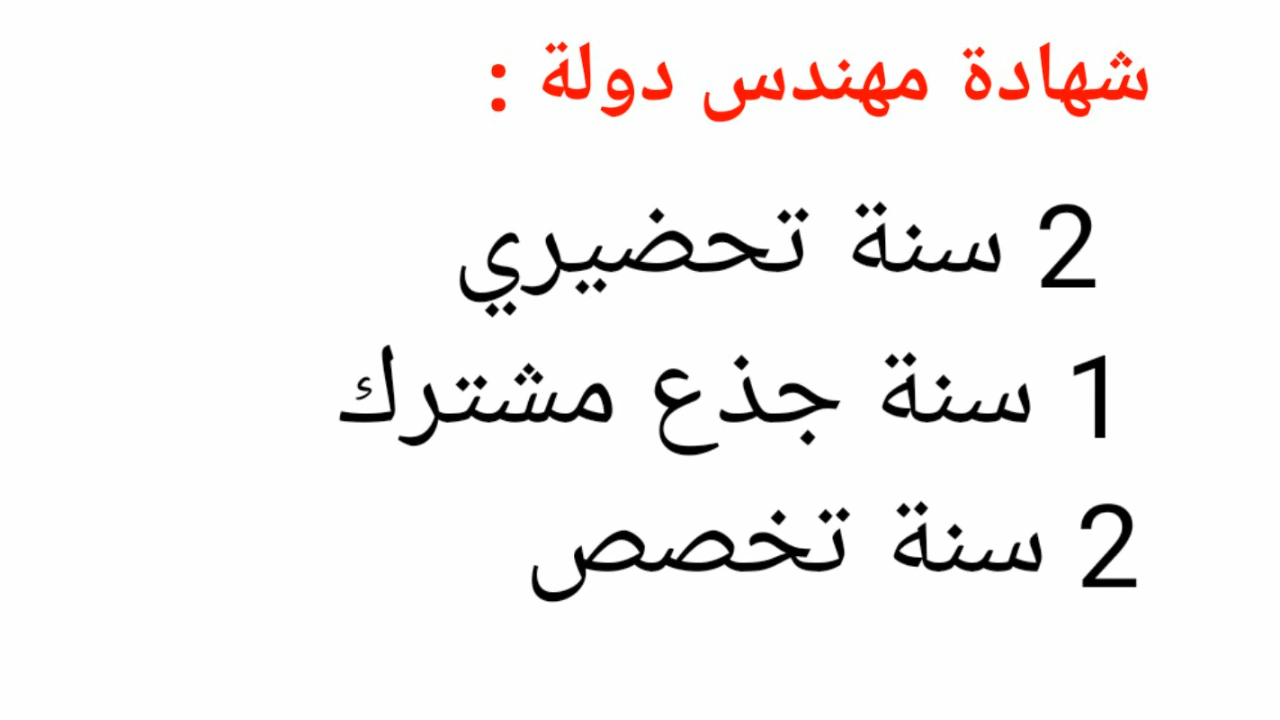 شهادة مهندس دولة :
2 سنة تحضيري
1 سنة جذع مشترك
2 سنة تخصص